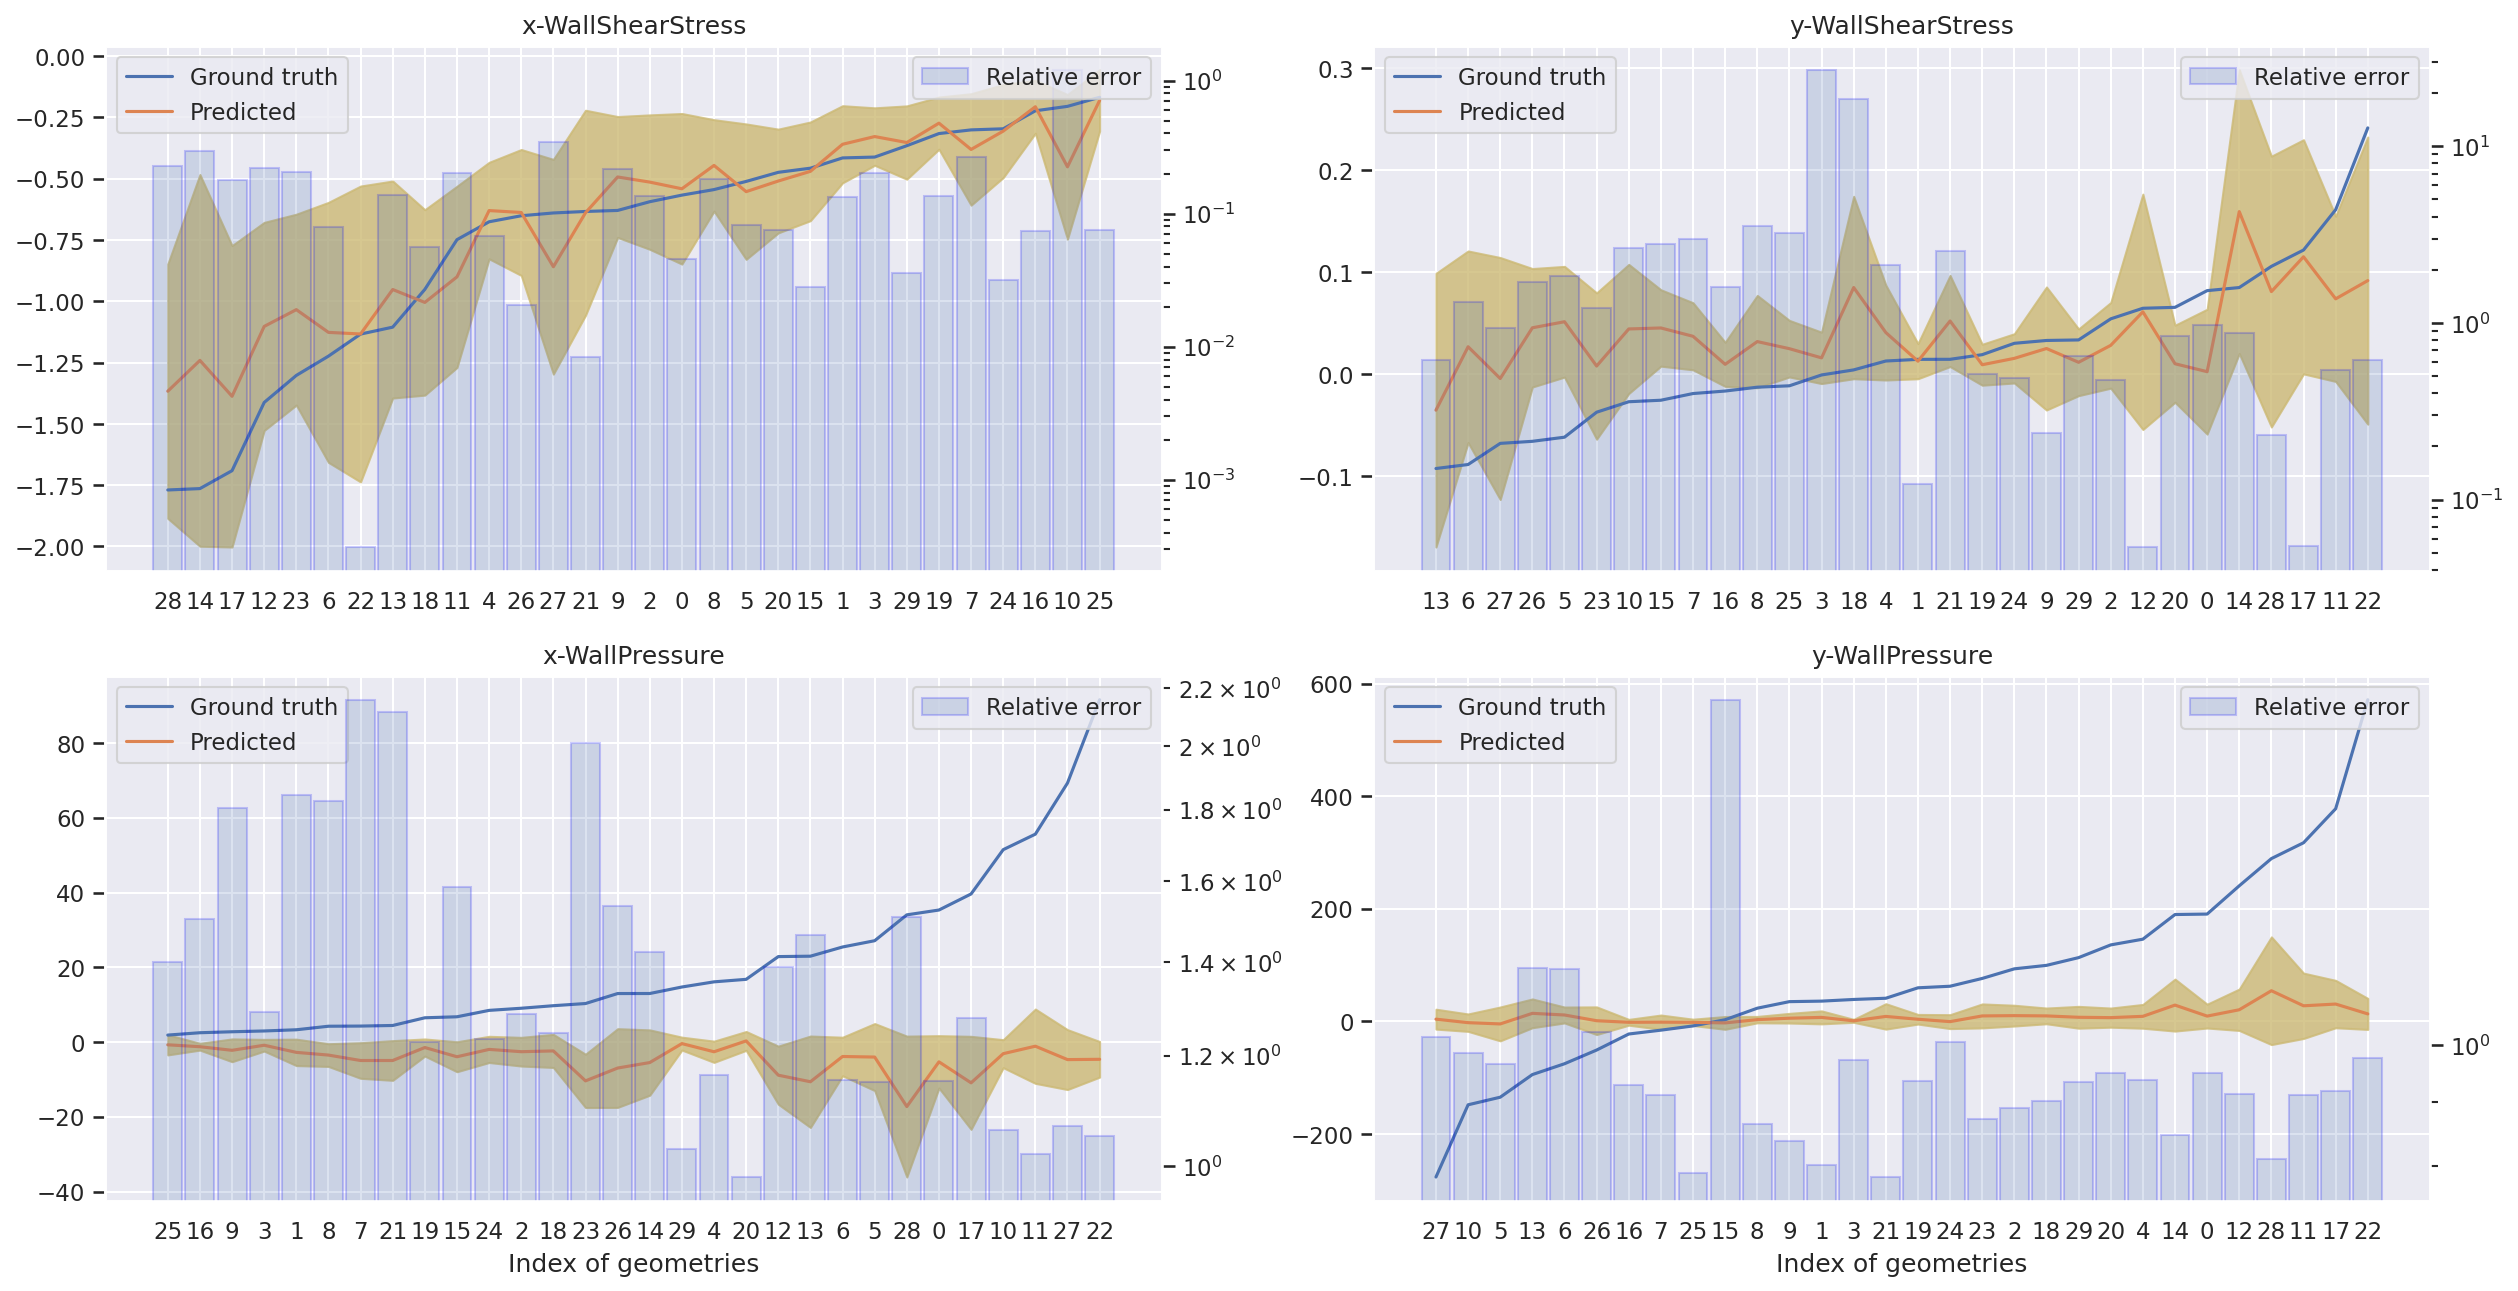 x-WallShearStress
Ground truth
Predicted
Relative error
0.00
−0.25
−0.50
−0.75
−1.00
−1.25
−1.50
−1.75
−2.00
10⁰
10⁻¹
10⁻²
10⁻³
28 14 17 12 23 6 22 13 18 11 4 26 27 21 9 2 0 8 5 20 15 1 3 29 19 7 24 16 10 25
y-WallShearStress
Ground truth
Predicted
Relative error
0.3
0.2
0.1
0.0
−0.1
10¹
10⁰
10⁻¹
13 6 27 26 5 23 10 15 7 16 8 25 3 18 4 1 21 19 24 9 29 2 12 20 0 14 28 17 11 22
x-WallPressure
Ground truth
Predicted
Relative error
80
60
40
20
0
−20
−40
2.2 × 10⁰
2 × 10⁰
1.8 × 10⁰
1.6 × 10⁰
1.4 × 10⁰
1.2 × 10⁰
10⁰
25 16 9 3 1 8 7 21 19 15 24 2 18 23 26 14 29 4 20 12 13 6 5 28 0 17 10 11 27 22
Index of geometries
y-WallPressure
Ground truth
Predicted
Relative error
600
400
200
0
−200
10⁰
27 10 5 13 6 26 16 7 25 15 8 9 1 3 21 19 24 23 2 18 29 20 4 14 0 12 28 11 17 22
Index of geometries